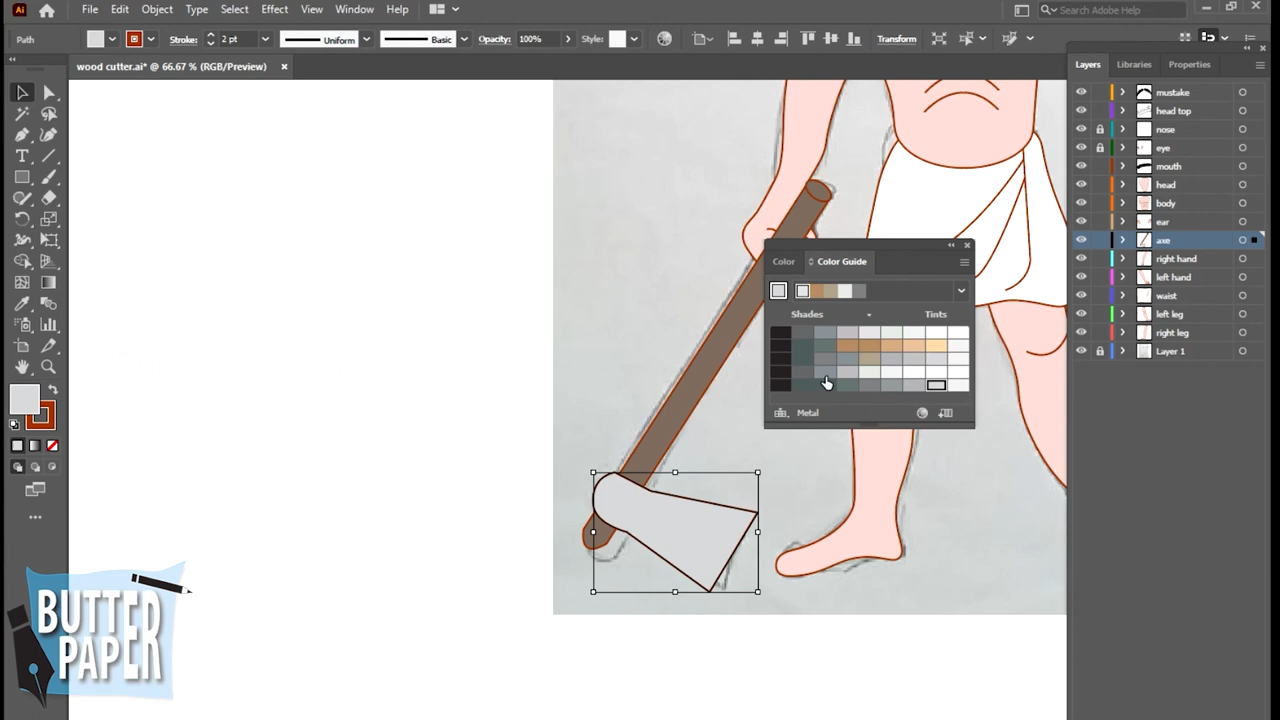 Ai File Edit Object Type Select Effect View Window Help Search Adobe Help
Path Stroke: 2 pt Uniform Basic Opacity: 100% Style: Transform
wood cutter.ai* @ 66.67 % (RGB/Preview)
Layers Libraries Properties
mustake
head top
nose
eye
mouth
head
body
ear
axe
right hand
left hand
waist
left leg
right leg
Layer 1
Color Color Guide
Shades Tints
Metal
BUTTER
PAPER